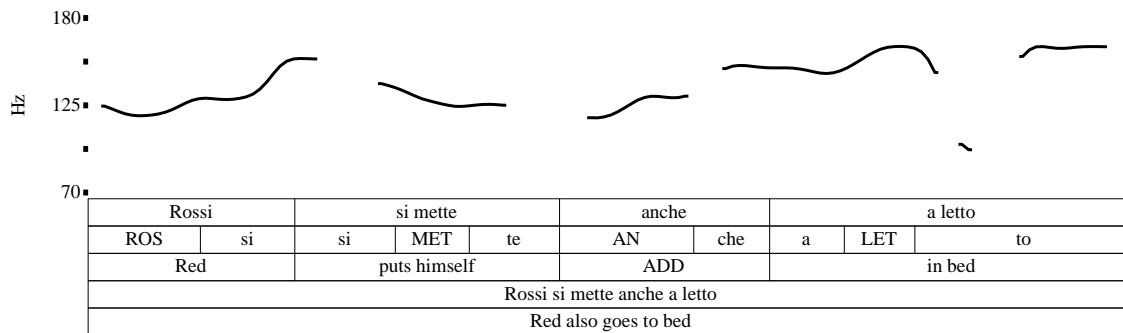 180
Hz
125
70
Rossi si mette anche a letto
ROS si si MET te AN che a LET to
Red puts himself ADD in bed
Rossi si mette anche a letto
Red also goes to bed